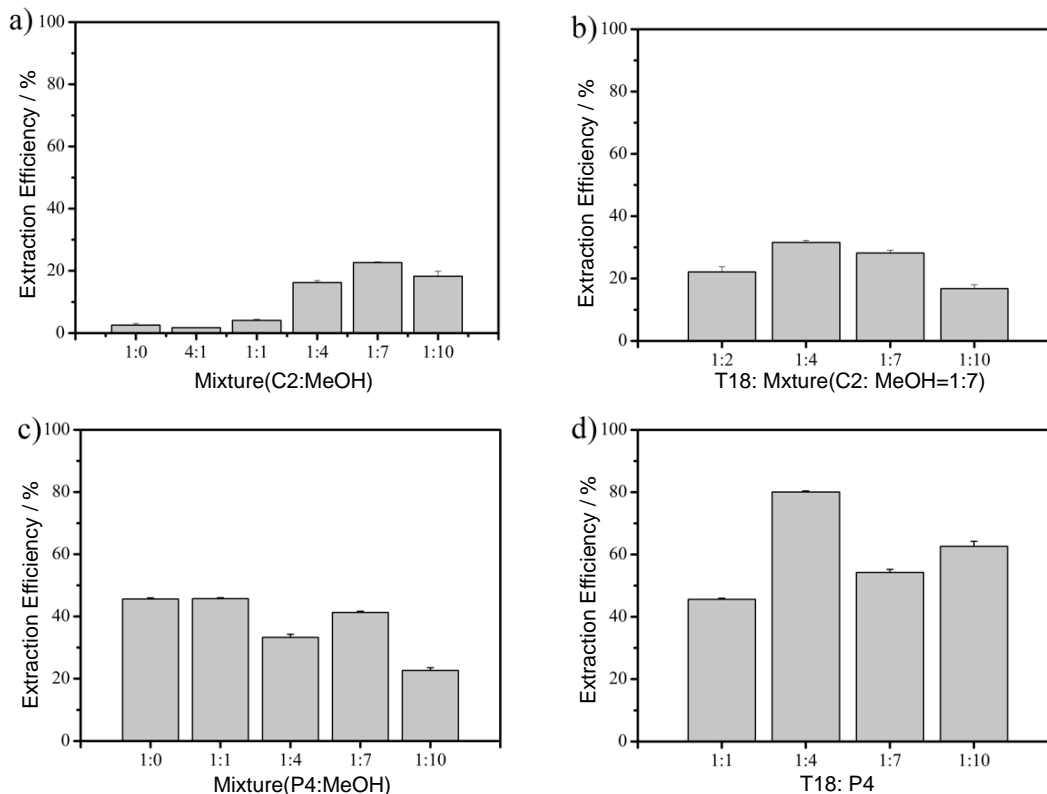 a)
Extraction Efficiency / %
100
80
60
40
20
0
1:0 4:1 1:1 1:4 1:7 1:10
Mixture(C2:MeOH)
b)
Extraction Efficiency / %
100
80
60
40
20
0
1:2 1:4 1:7 1:10
T18: Mxture(C2: MeOH=1:7)
c)
Extraction Efficiency / %
100
80
60
40
20
0
1:0 1:1 1:4 1:7 1:10
Mixture(P4:MeOH)
d)
Extraction Efficiency / %
100
80
60
40
20
0
1:1 1:4 1:7 1:10
T18: P4